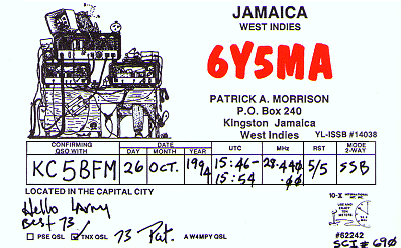 JAMAICA
WEST INDIES
6Y5MA
PATRICK A. MORRISON
P.O. Box 240
Kingston Jamaica
West Indies YL-ISSB #14038
CONFIRMING QSO WITH DATE DAY MONTH YEAR UTC MHz RST MODE 2-WAY
KC5BFM 26 OCT. 1994 15:46- 15:54 28.440 5/5 SSB
LOCATED IN THE CAPITAL CITY
Hello Larry
Best 73
PSE QSL TNX QSL 73 Pat. A W4MPY QSL
10-X
#62242
SCI # 690